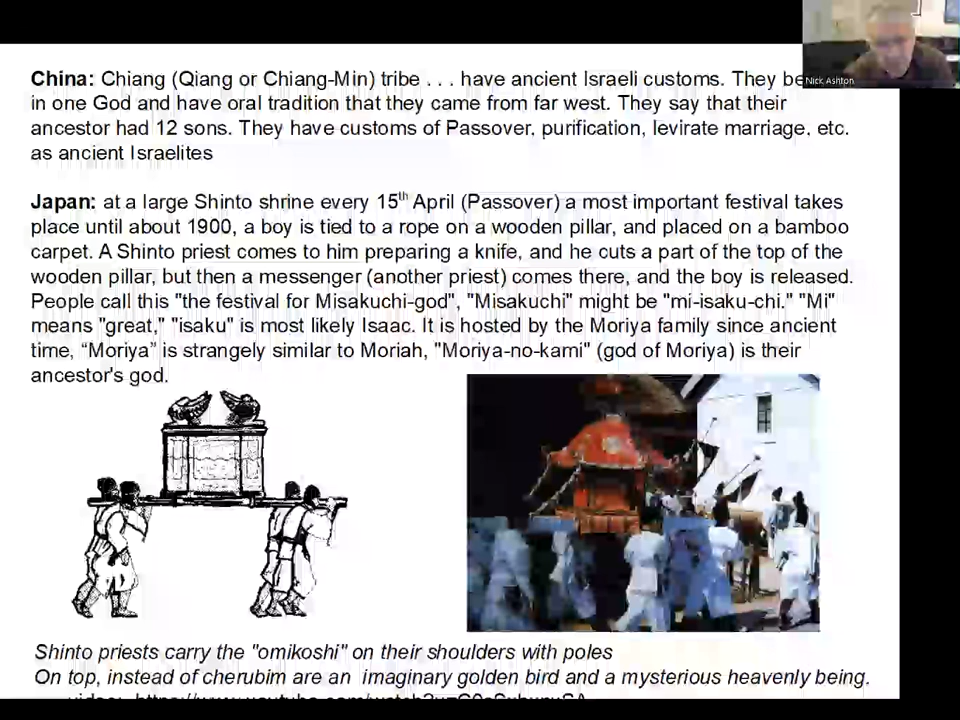 China: Chiang (Qiang or Chiang-Min) tribe . . . have ancient Israeli customs. They be
Nick Ashton
in one God and have oral tradition that they came from far west. They say that their
ancestor had 12 sons. They have customs of Passover, purification, levirate marriage, etc.
as ancient Israelites
Japan: at a large Shinto shrine every 15th April (Passover) a most important festival takes
place until about 1900, a boy is tied to a rope on a wooden pillar, and placed on a bamboo
carpet. A Shinto priest comes to him preparing a knife, and he cuts a part of the top of the
wooden pillar, but then a messenger (another priest) comes there, and the boy is released.
People call this "the festival for Misakuchi-god", "Misakuchi" might be "mi-isaku-chi." "Mi"
means "great," "isaku" is most likely Isaac. It is hosted by the Moriya family since ancient
time, “Moriya” is strangely similar to Moriah, "Moriya-no-kami" (god of Moriya) is their
ancestor's god.
Shinto priests carry the "omikoshi" on their shoulders with poles
On top, instead of cherubim are an imaginary golden bird and a mysterious heavenly being.